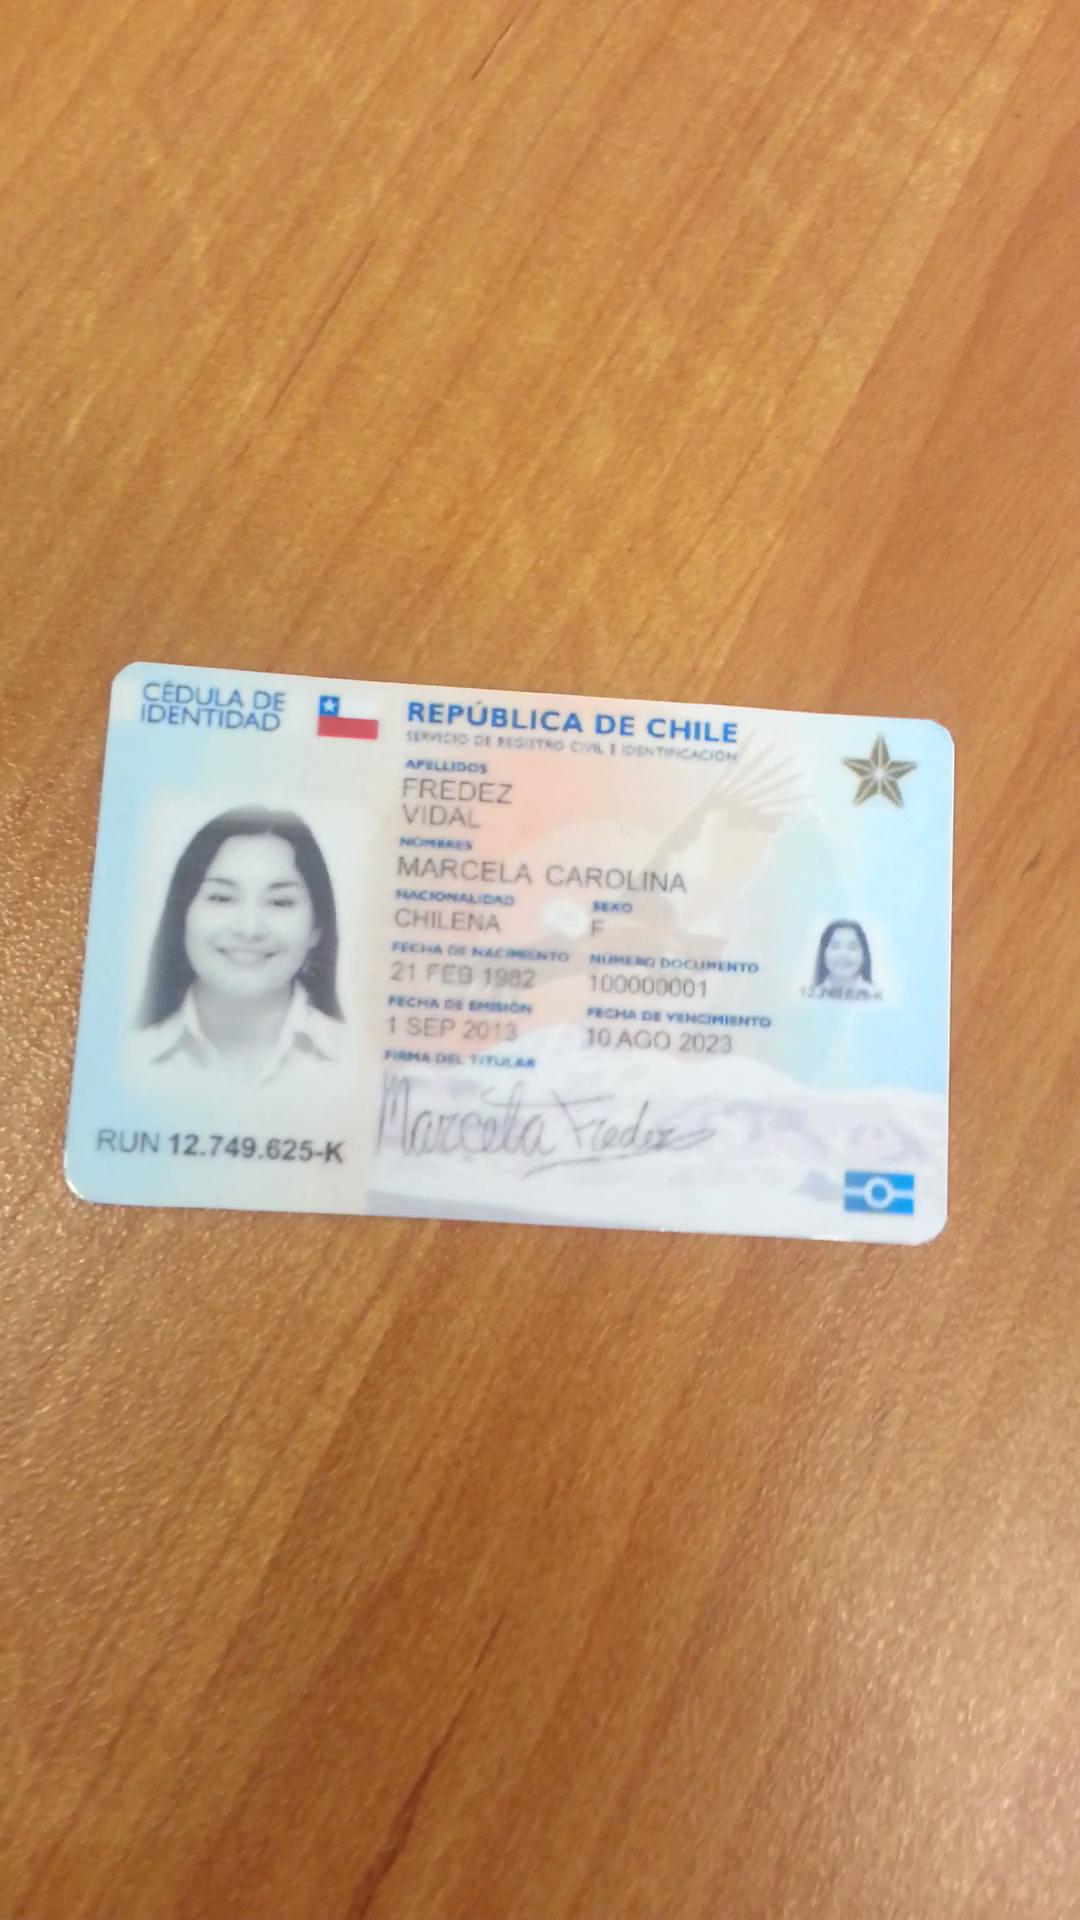 CÉDULA DE
IDENTIDAD
REPÚBLICA DE CHILE
SERVICIO DE REGISTRO CIVIL E IDENTIFICACIÓN
APELLIDOS
FREDEZ
VIDAL
NOMBRES
MARCELA CAROLINA
NACIONALIDAD SEXO
CHILENA F
FECHA DE NACIMIENTO NUMERO DOCUMENTO
21 FEB 1982 100000001
12.749.625-K
FECHA DE EMISIÓN FECHA DE VENCIMIENTO
1 SEP 2013 10 AGO 2023
FIRMA DEL TITULAR
Marcela Fredez
RUN 12.749.625-K